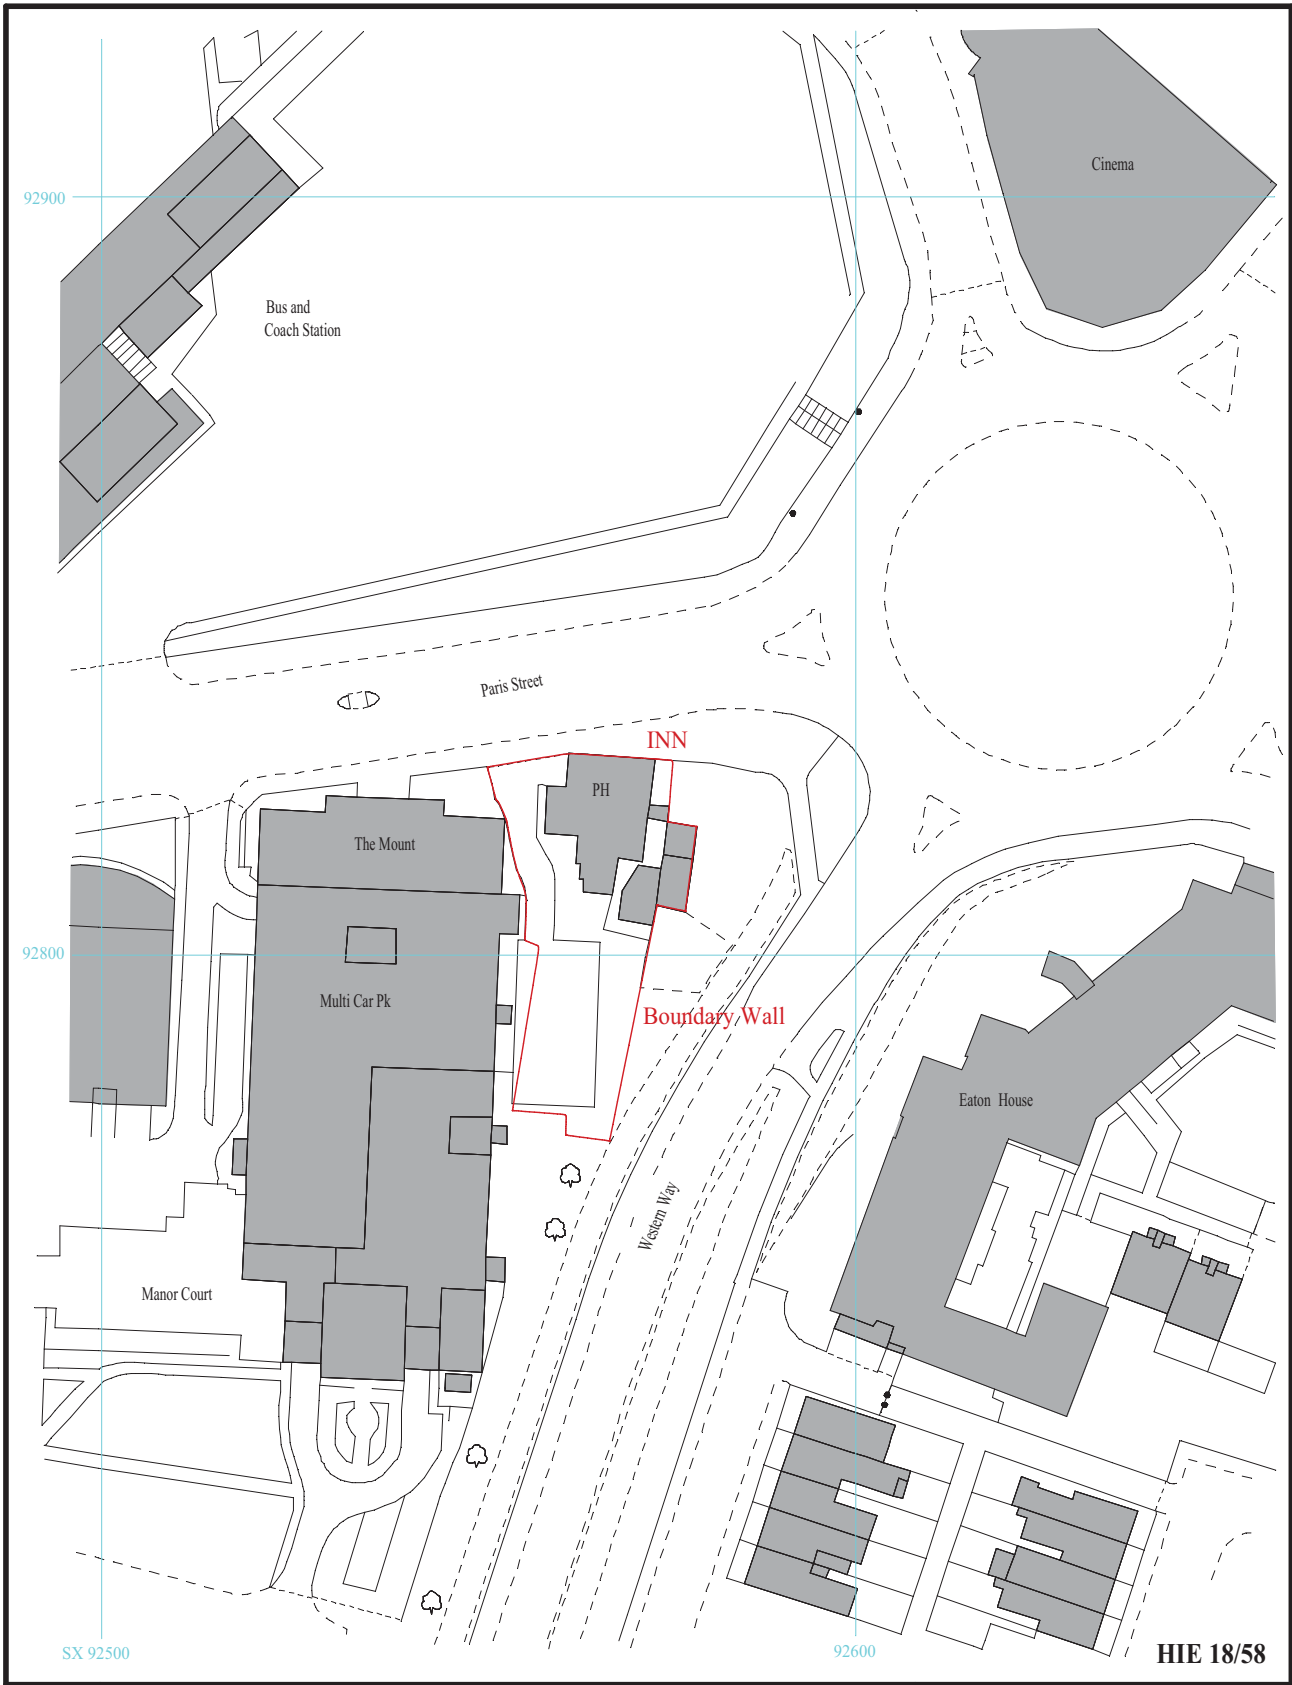 Cinema
92900
Bus and
Coach Station
Paris Street
INN
PH
The Mount
92800
Multi Car Pk
Boundary Wall
Eaton House
Western Way
Manor Court
SX 92500
92600
HIE 18/58